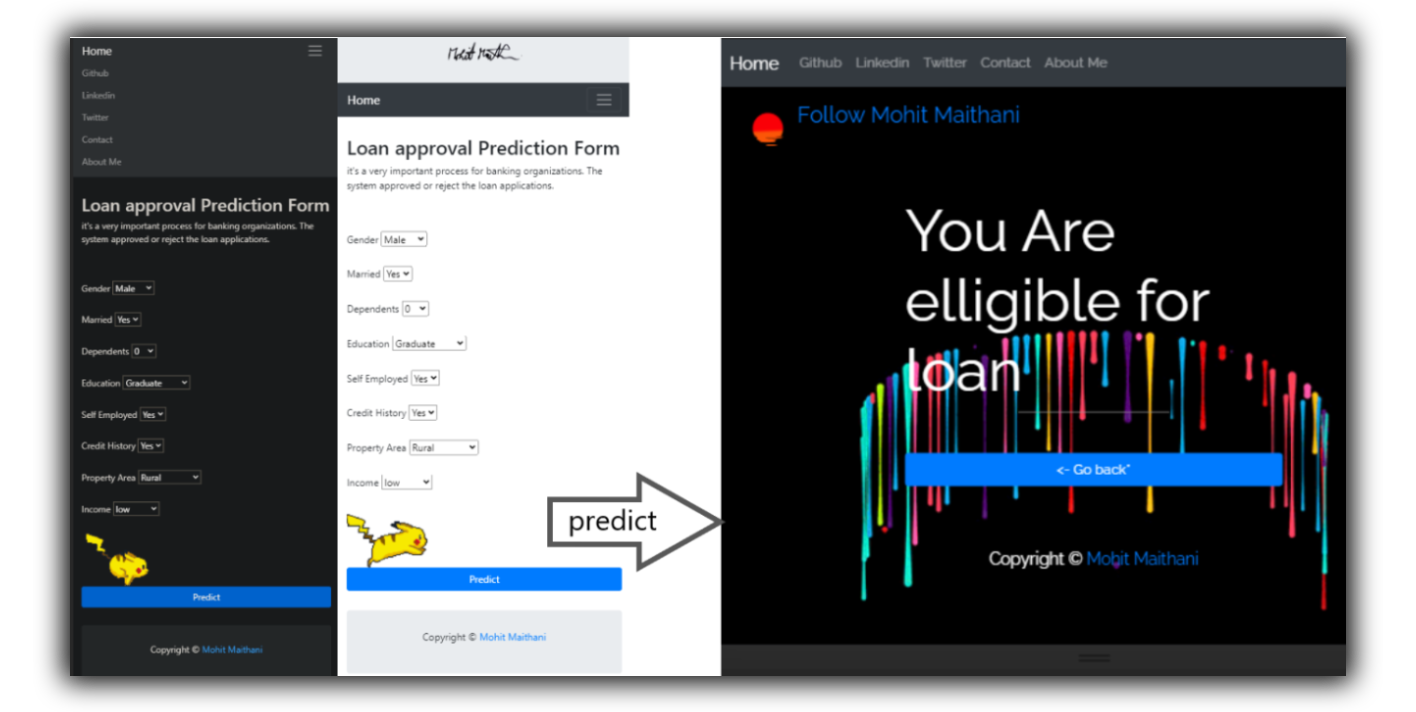 Home
Github
Linkedin
Twitter
Contact
About Me
Loan approval Prediction Form
it's a very important process for banking organizations. The
system approved or reject the loan applications.
Gender Male
Married Yes
Dependents 0
Education Graduate
Self Employed Yes
Credit History Yes
Property Area Rural
Income low
Predict
Copyright © Mohit Maithani
Home
Loan approval Prediction Form
it's a very important process for banking organizations. The
system approved or reject the loan applications.
Gender Male
Married Yes
Dependents 0
Education Graduate
Self Employed Yes
Credit History Yes
Property Area Rural
Income low
Predict
Copyright © Mohit Maithani
predict
Home Github Linkedin Twitter Contact About Me
Follow Mohit Maithani
You Are
elligible for
loan
<- Go back"
Copyright © Mohit Maithani